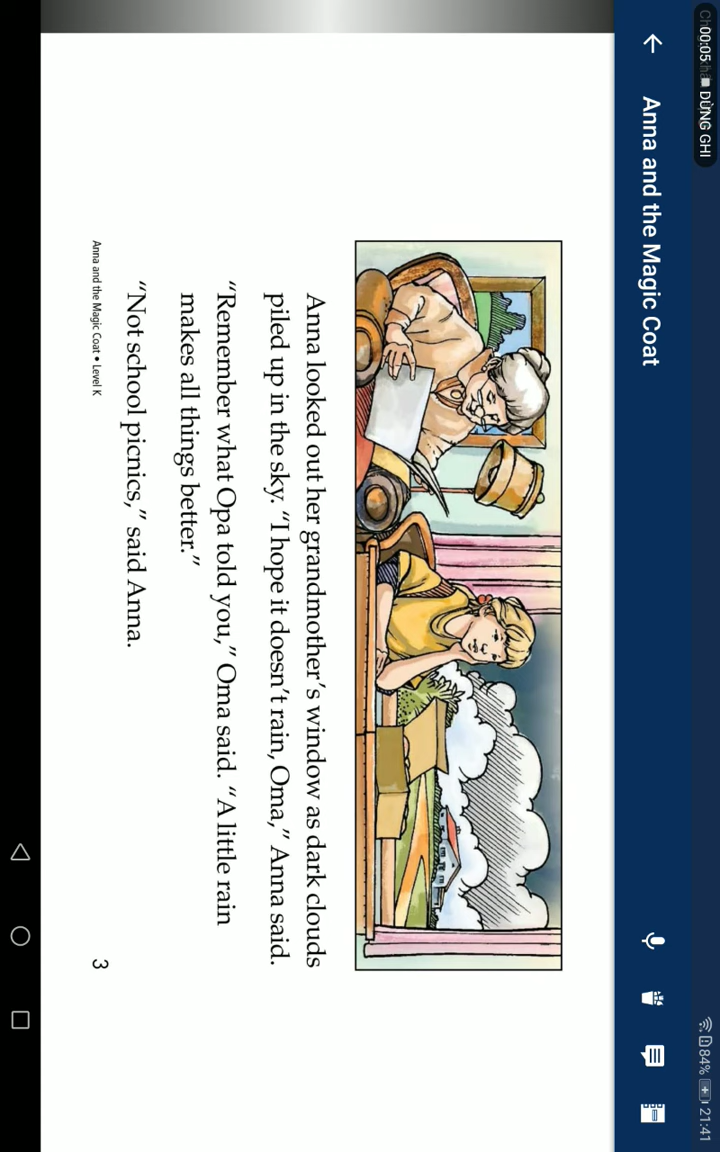 00:05 DỪNG GHI
84% 21:41
Anna and the Magic Coat
Anna looked out her grandmother's window as dark clouds
piled up in the sky. "I hope it doesn't rain, Oma," Anna said.
"Remember what Opa told you," Oma said. "A little rain
makes all things better."
"Not school picnics," said Anna.
Anna and the Magic Coat • Level K
3